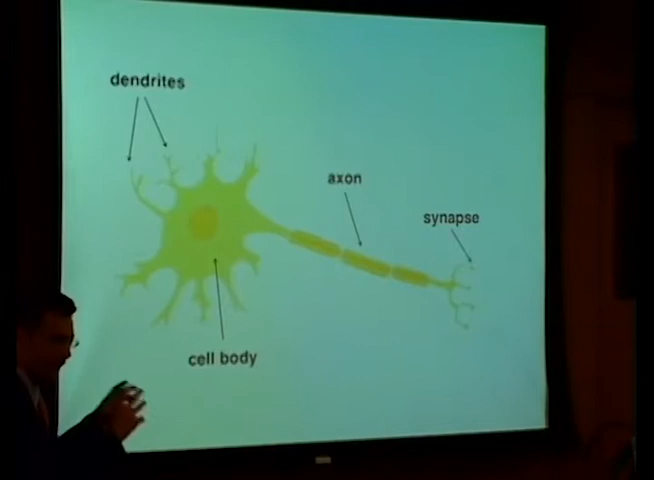 dendrites
axon
synapse
cell body